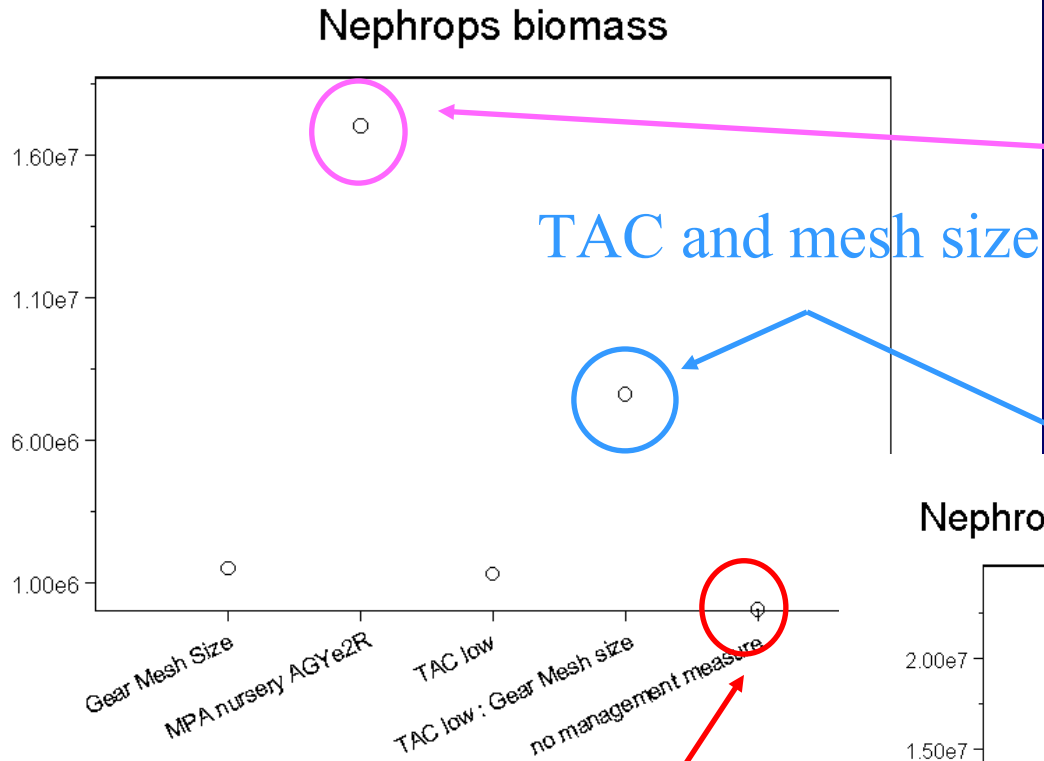 Nephrops biomass
1.60e7
TAC and mesh size
1.10e7
6.00e6
1.00e6
Gear Mesh Size
MPA nursery AGYe2R
TAC low
TAC low : Gear Mesh size
no management measure
Nephro
2.00e7
1.50e7